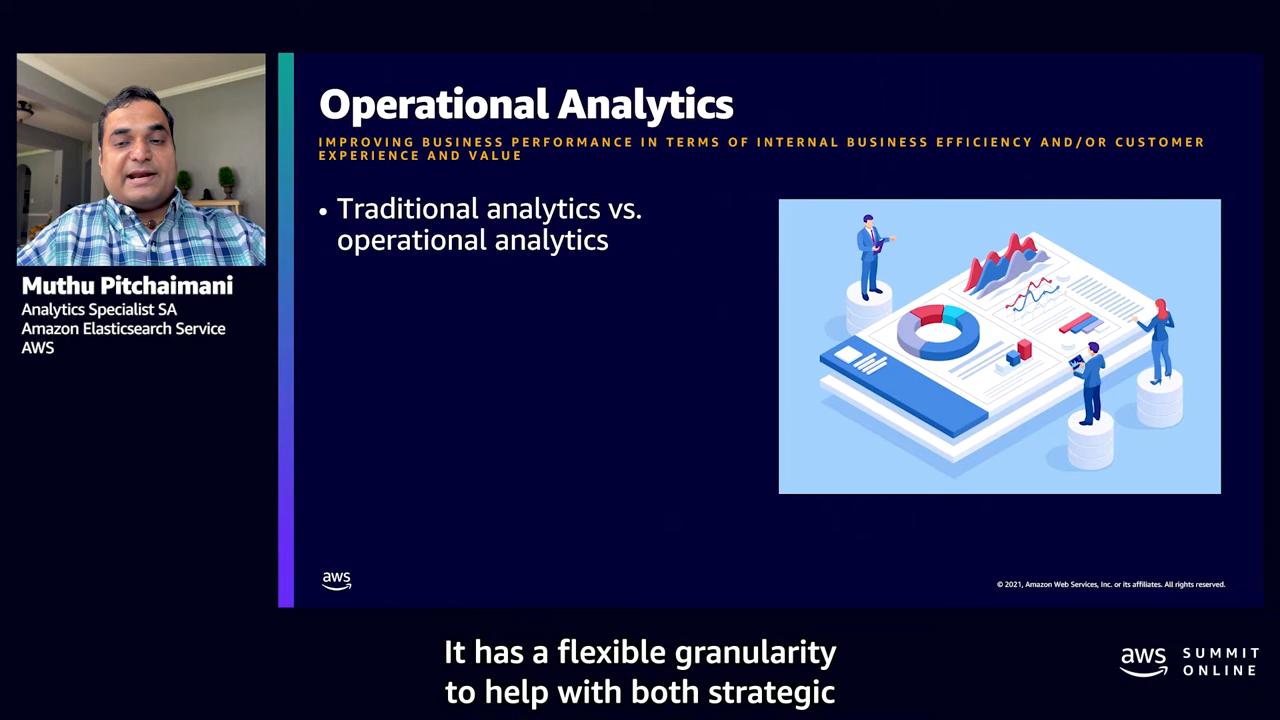 Operational Analytics
IMPROVING BUSINESS PERFORMANCE IN TERMS OF INTERNAL BUSINESS EFFICIENCY AND/OR CUSTOMER
EXPERIENCE AND VALUE
• Traditional analytics vs.
operational analytics
Muthu Pitchaimani
Analytics Specialist SA
Amazon Elasticsearch Service
AWS
aws
© 2021, Amazon Web Services, Inc. or its affiliates. All rights reserved.
It has a flexible granularity
to help with both strategic
aws
SUMMIT
ONLINE